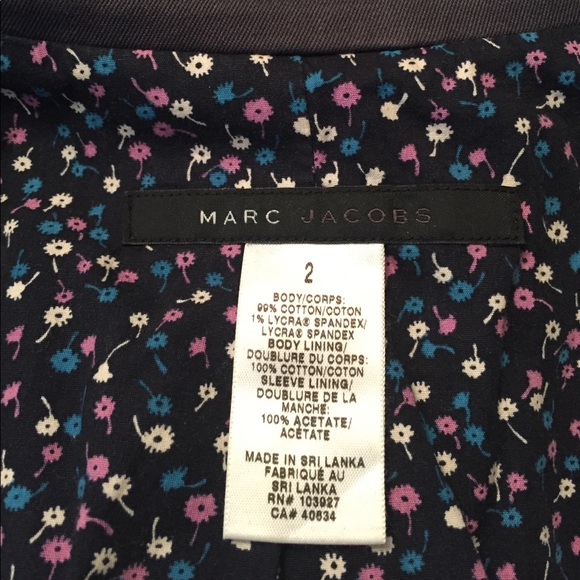 MARC JACOBS
2
BODY/CORPS:
99% COTTON/COTON
1% LYCRA® SPANDEX/
LYCRA® SPANDEX
BODY LINING/
DOUBLURE DU CORPS:
100% COTTON/COTON
SLEEVE LINING/
DOUBLURE DE LA
MANCHE:
100% ACETATE/
ACÉTATE
MADE IN SRI LANKA
FABRIQUÉ AU
SRI LANKA
RN# 103927
CA# 40634